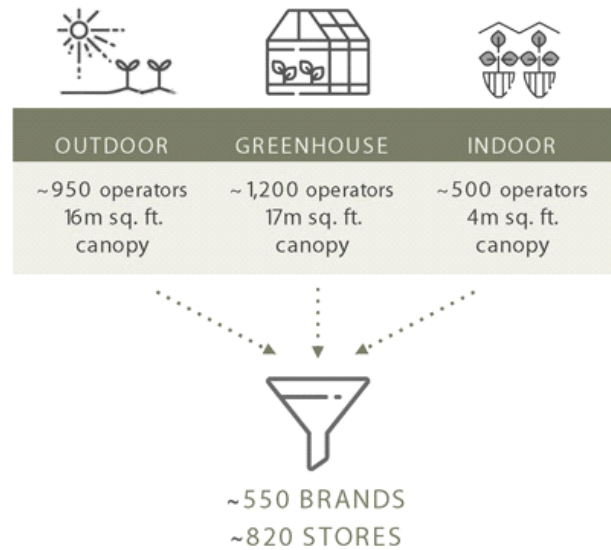 OUTDOOR
~950 operators
16m sq. ft.
canopy
GREENHOUSE
~1,200 operators
17m sq. ft.
canopy
INDOOR
~500 operators
4m sq. ft.
canopy
~550 BRANDS
~820 STORES